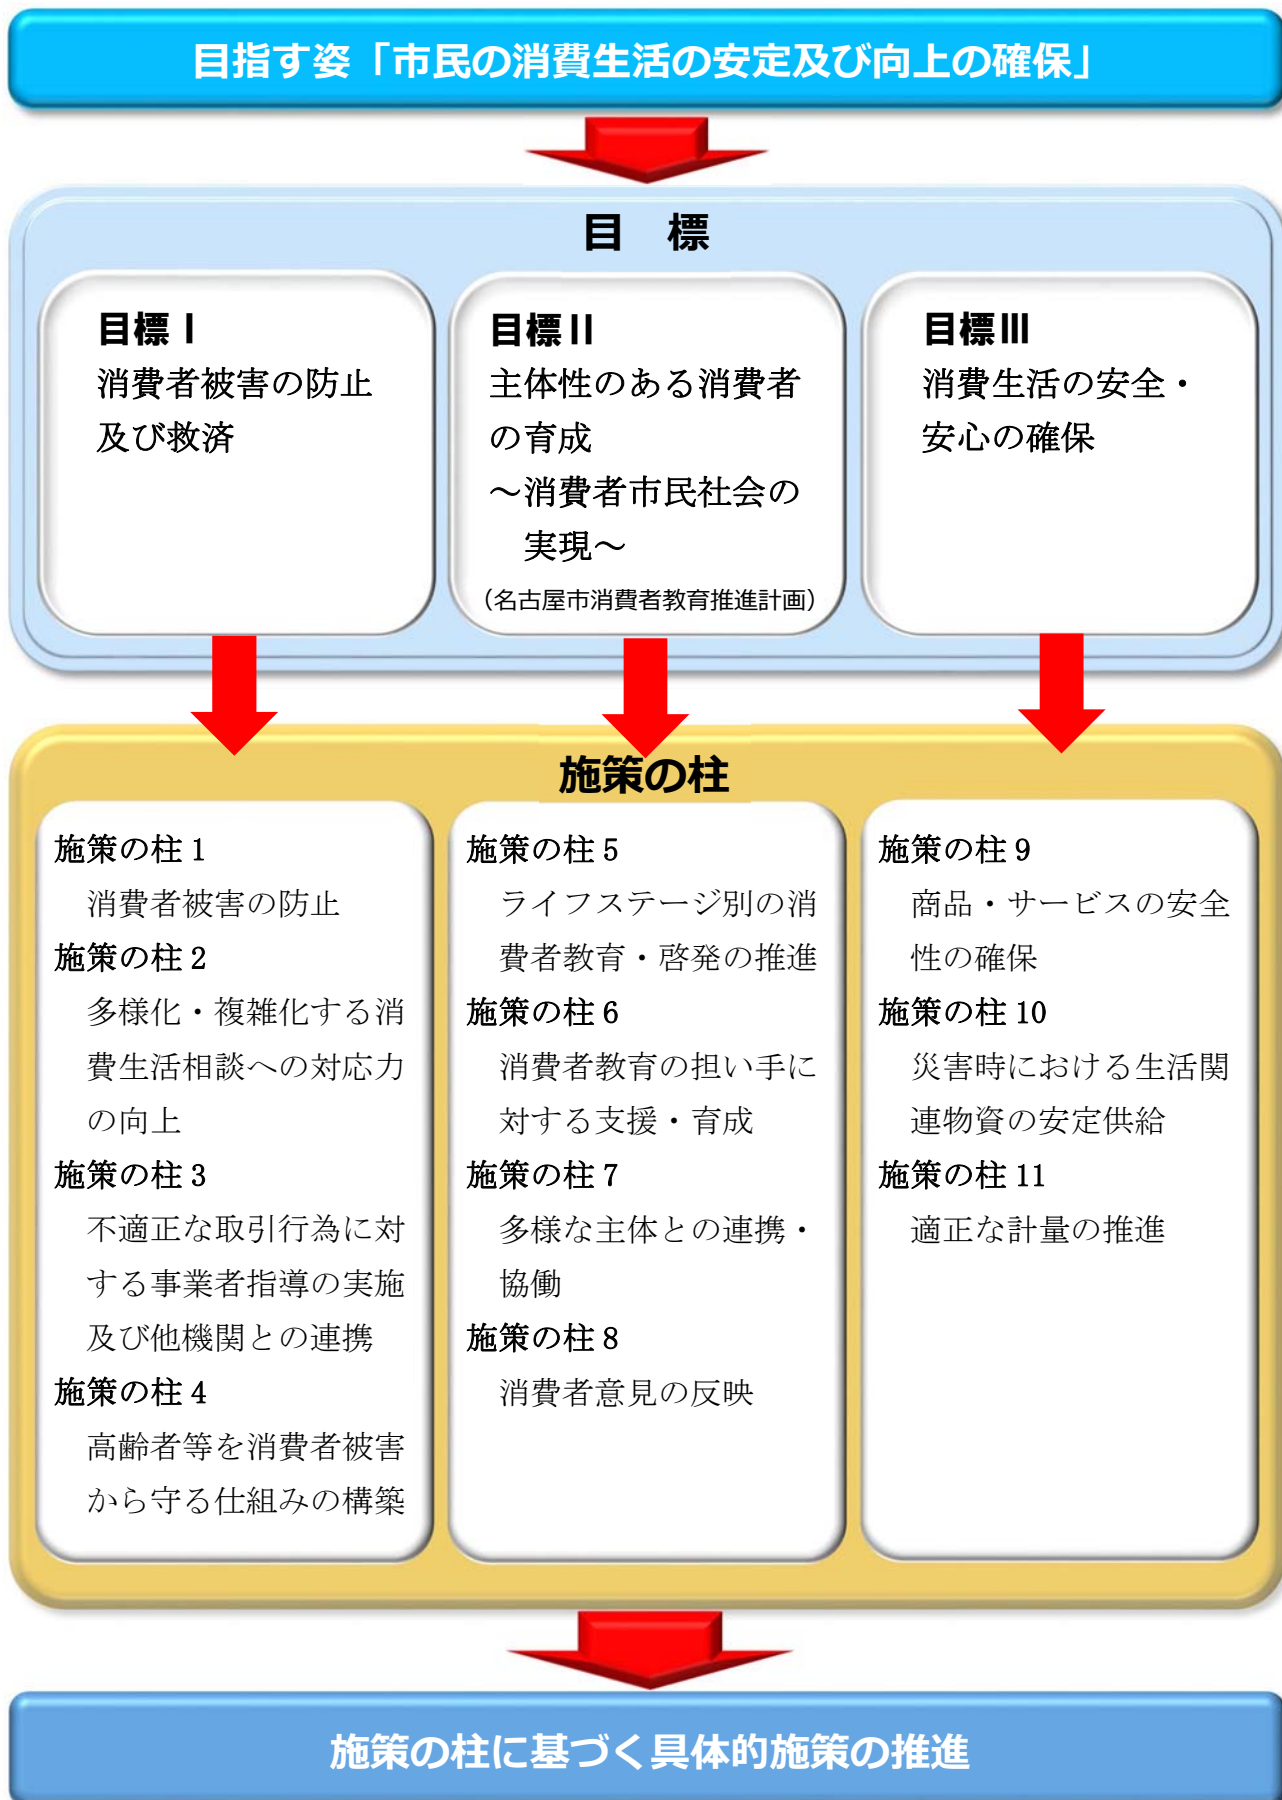 目指す姿「市民の消費生活の安定及び向上の確保」
目　標
目標Ⅰ
消費者被害の防止
及び救済
目標Ⅱ
主体性のある消費者
の育成
～消費者市民社会の
実現～
（名古屋市消費者教育推進計画）
目標Ⅲ
消費生活の安全・
安心の確保
施策の柱
施策の柱 1
消費者被害の防止
施策の柱 2
多様化・複雑化する消
費生活相談への対応力
の向上
施策の柱 3
不適正な取引行為に対
する事業者指導の実施
及び他機関との連携
施策の柱 4
高齢者等を消費者被害
から守る仕組みの構築
施策の柱 5
ライフステージ別の消
費者教育・啓発の推進
施策の柱 6
消費者教育の担い手に
対する支援・育成
施策の柱 7
多様な主体との連携・
協働
施策の柱 8
消費者意見の反映
施策の柱 9
商品・サービスの安全
性の確保
施策の柱 10
災害時における生活関
連物資の安定供給
施策の柱 11
適正な計量の推進
施策の柱に基づく具体的施策の推進